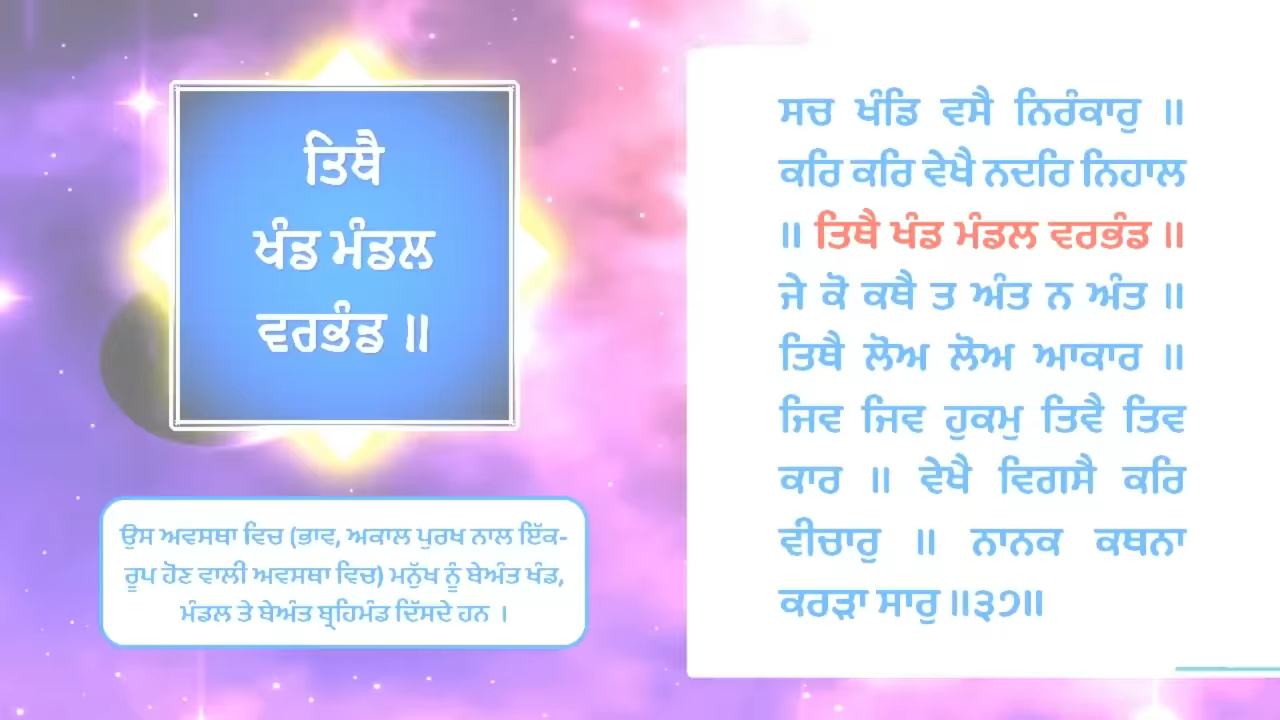 ਤਿਥੈ
ਖੰਡ ਮੰਡਲ
ਵਰਭੰਡ ॥
ਉਸ ਅਵਸਥਾ ਵਿਚ (ਭਾਵ, ਅਕਾਲ ਪੁਰਖ ਨਾਲ ਇੱਕ-
ਰੂਪ ਹੋਣ ਵਾਲੀ ਅਵਸਥਾ ਵਿਚ) ਮਨੁੱਖ ਨੂੰ ਬੇਅੰਤ ਖੰਡ,
ਮੰਡਲ ਤੇ ਬੇਅੰਤ ਬ੍ਰਹਿਮੰਡ ਦਿੱਸਦੇ ਹਨ ।
ਸਚ ਖੰਡਿ ਵਸੈ ਨਿਰੰਕਾਰੁ ॥
ਕਰਿ ਕਰਿ ਵੇਖੈ ਨਦਰਿ ਨਿਹਾਲ
॥ ਤਿਥੈ ਖੰਡ ਮੰਡਲ ਵਰਭੰਡ ॥
ਜੇ ਕੋ ਕਥੈ ਤ ਅੰਤ ਨ ਅੰਤ ॥
ਤਿਥੈ ਲੋਅ ਲੋਅ ਆਕਾਰ ॥
ਜਿਵ ਜਿਵ ਹੁਕਮੁ ਤਿਵੈ ਤਿਵ
ਕਾਰ ॥ ਵੇਖੈ ਵਿਗਸੈ ਕਰਿ
ਵੀਚਾਰੁ ॥ ਨਾਨਕ ਕਥਨਾ
ਕਰੜਾ ਸਾਰੁ ॥੩੭॥